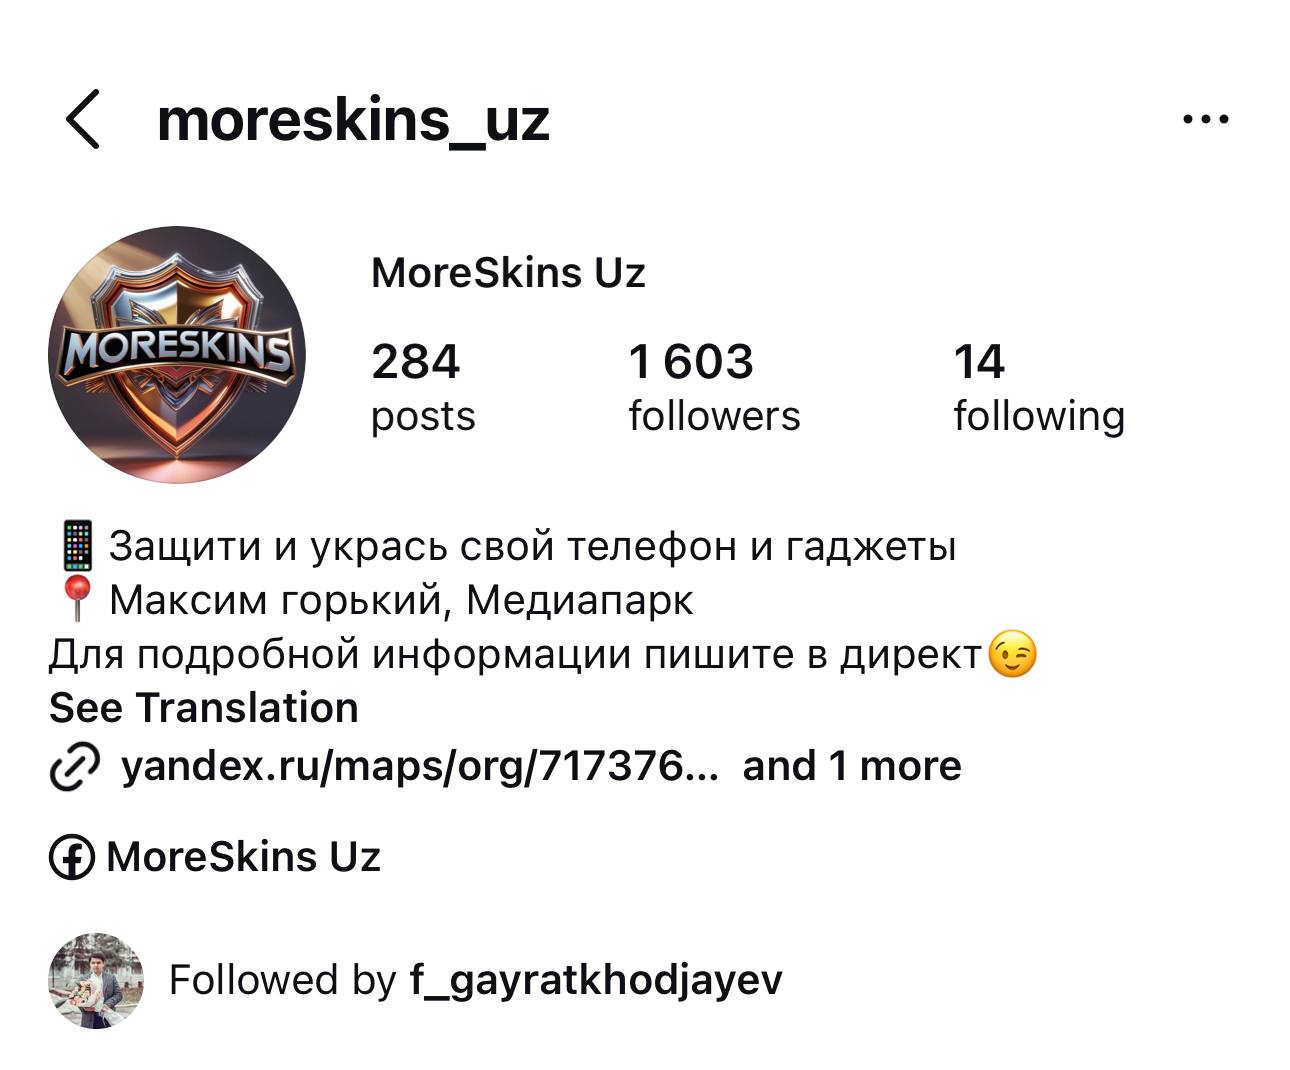 moreskins_uz
MORESKINS
MoreSkins Uz
284 1 603 14
posts followers following
📱Защити и укрась свой телефон и гаджеты
📍Максим горький, Медиапарк
Для подробной информации пишите в директ😉
See Translation
yandex.ru/maps/org/717376... and 1 more
MoreSkins Uz
Followed by f_gayratkhodjayev